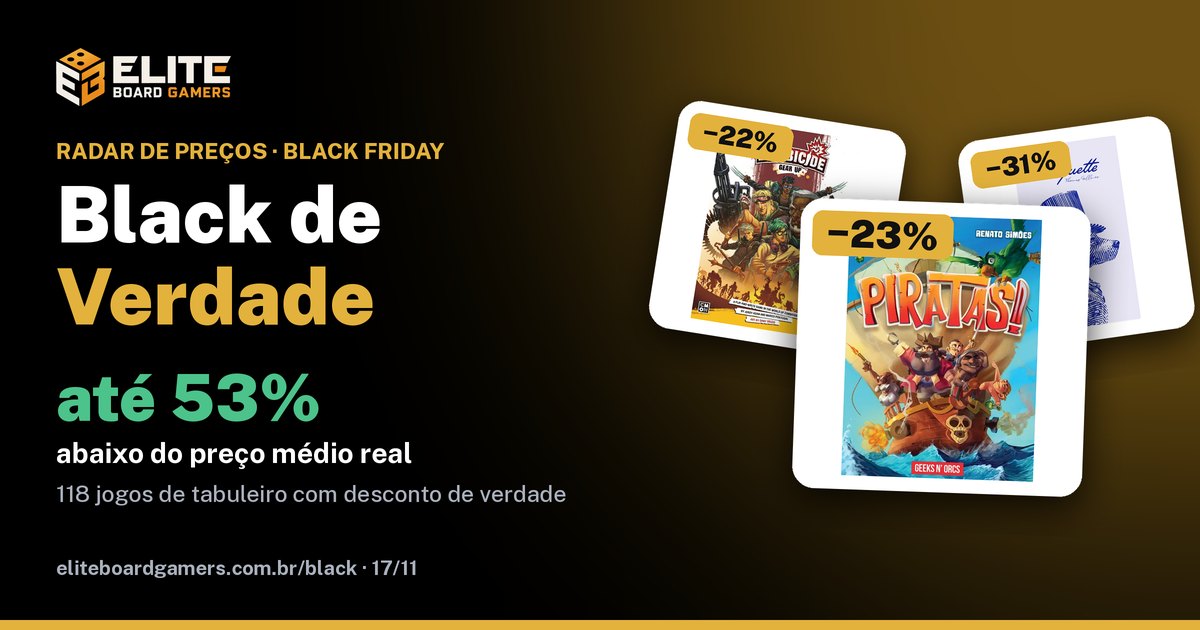 ELITE
BOARD GAMERS
RADAR DE PREÇOS · BLACK FRIDAY
Black de
Verdade
até 53%
abaixo do preço médio real
118 jogos de tabuleiro com desconto de verdade
eliteboardgamers.com.br/black · 17/11
−22%
GEAR UP
−31%
−23%
RENATO SIMÕES
PIRATAS!
GEEKS N' ORCS